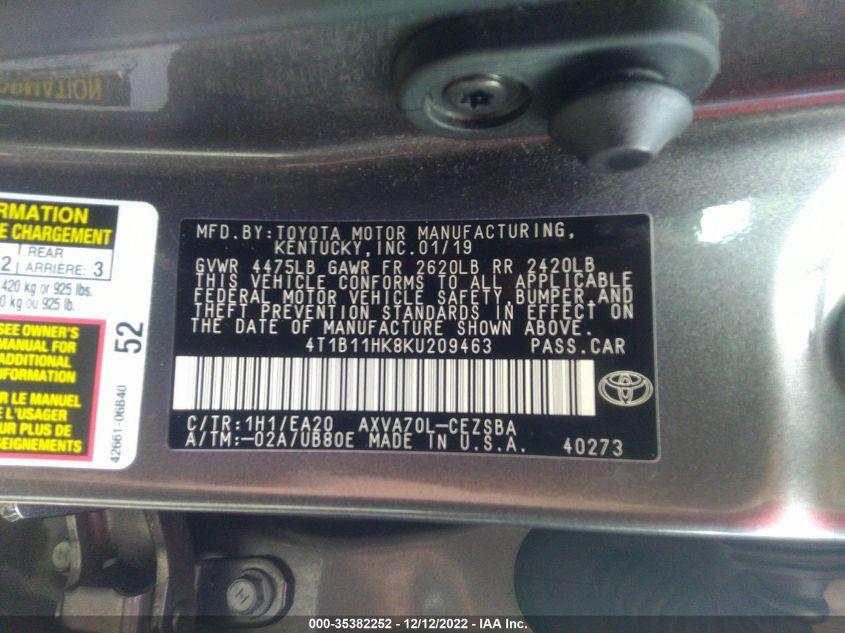 ORMATION
RMATION
E CHARGEMENT
REAR
2 ARRIÈRE: 3
420 kg or 925 lbs.
0 kg ou 925 lb.
SEE OWNER'S
MANUAL FOR
ADDITIONAL
INFORMATION
R LE MANUEL
L'USAGER
UR PLUS DE
SEIGNEMENTS
52
42661-06B40
MFD.BY:TOYOTA MOTOR MANUFACTURING,
KENTUCKY, INC. 01/19
GVWR 4475LB GAWR FR 2620LB RR 2420LB
THIS VEHICLE CONFORMS TO ALL APPLICABLE
FEDERAL MOTOR VEHICLE SAFETY, BUMPER, AND
THEFT PREVENTION STANDARDS IN EFFECT ON
THE DATE OF MANUFACTURE SHOWN ABOVE.
4T1B11HK8KU209463 PASS.CAR
C/TR:1H1/EA20 AXVA70L-CEZSBA
A/TM:-02A/UB80E MADE IN U.S.A. 40273
000-35382252 - 12/12/2022 - IAA Inc.